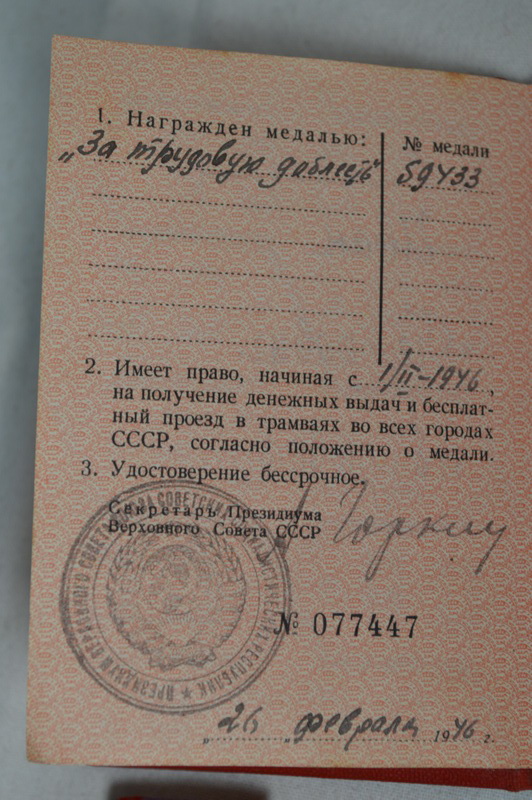 1. Награжден медалью:
№ медали
„За трудовую доблесть“
59433
2. Имеет право, начиная с 1/II-1946,
на получение денежных выдач и бесплат-
ный проезд в трамваях во всех городах
СССР, согласно положению о медали.
3. Удостоверение бессрочное.
Секретарь Президиума
Верховного Совета СССР
Горкин
№ 077447
„26 февраля 1946 г.